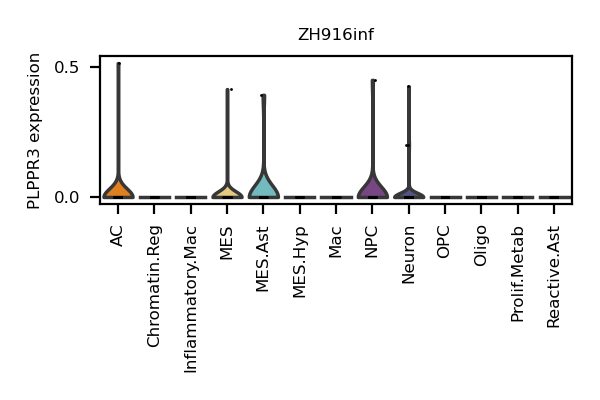 ZH916inf
PLPPR3 expression
0.5
0.0
AC
Chromatin.Reg
Inflammatory.Mac
MES
MES.Ast
MES.Hyp
Mac
NPC
Neuron
OPC
Oligo
Prolif.Metab
Reactive.Ast